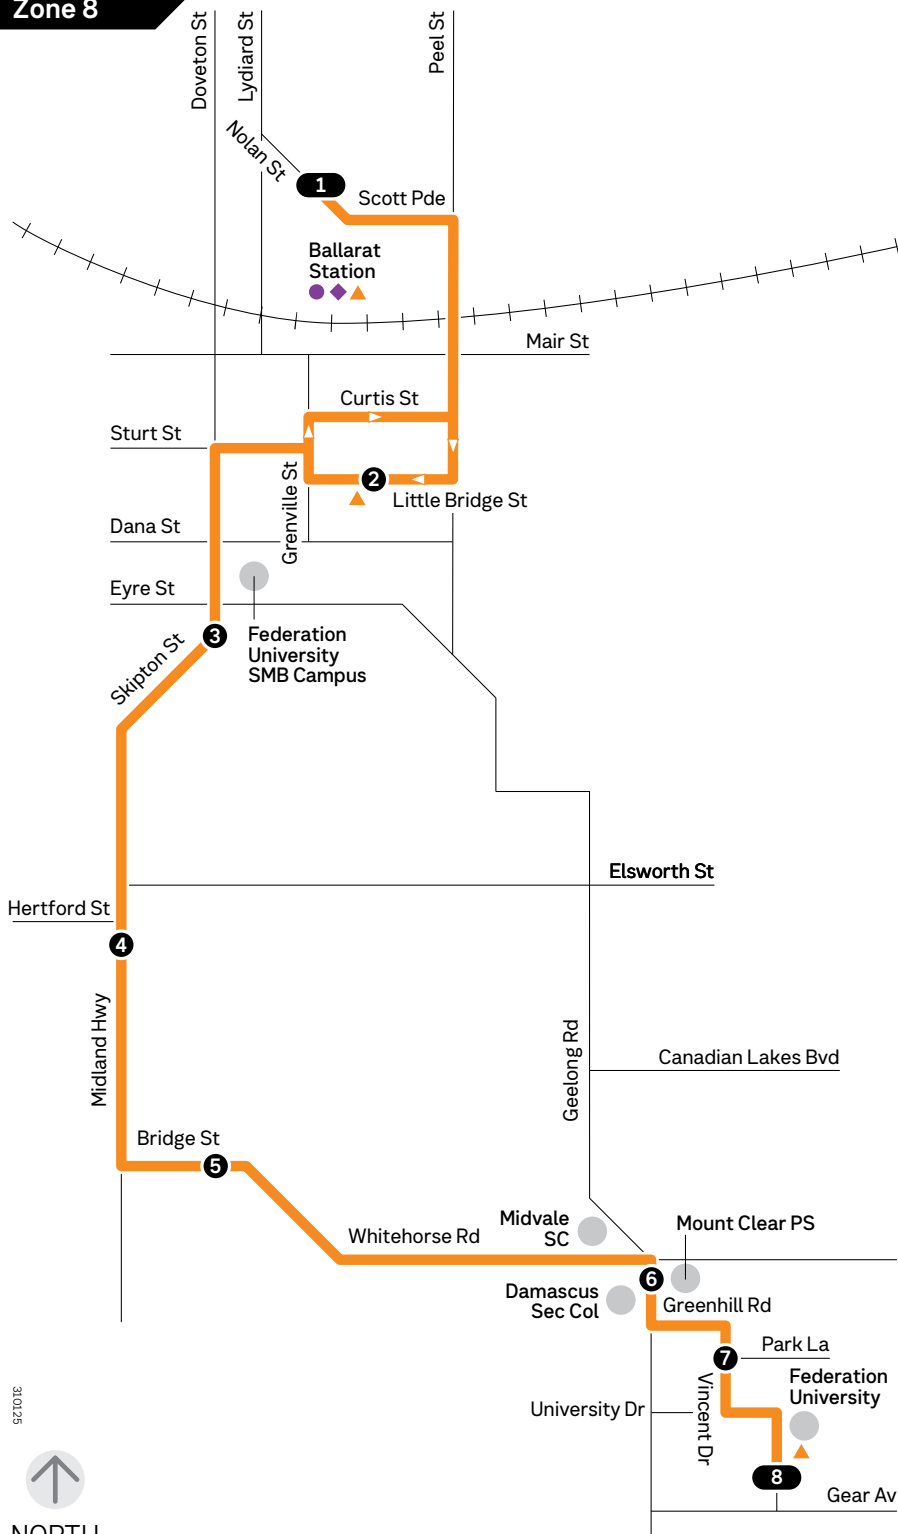 Zone 8
Doveton St
Lydiard St
Peel St
Nolan St
1
Scott Pde
Ballarat
Station
Mair St
Curtis St
Sturt St
Grenville St
2
Little Bridge St
Dana St
Eyre St
3
Federation
University
SMB Campus
Skipton St
Elsworth St
Hertford St
4
Midland Hwy
Geelong Rd
Canadian Lakes Bvd
Bridge St
5
Whitehorse Rd
Midvale
SC
Mount Clear PS
6
Damascus
Sec Col
Greenhill Rd
7
Park La
Federation
University
Vincent Dr
University Dr
8
Gear Av
310125
NORTH